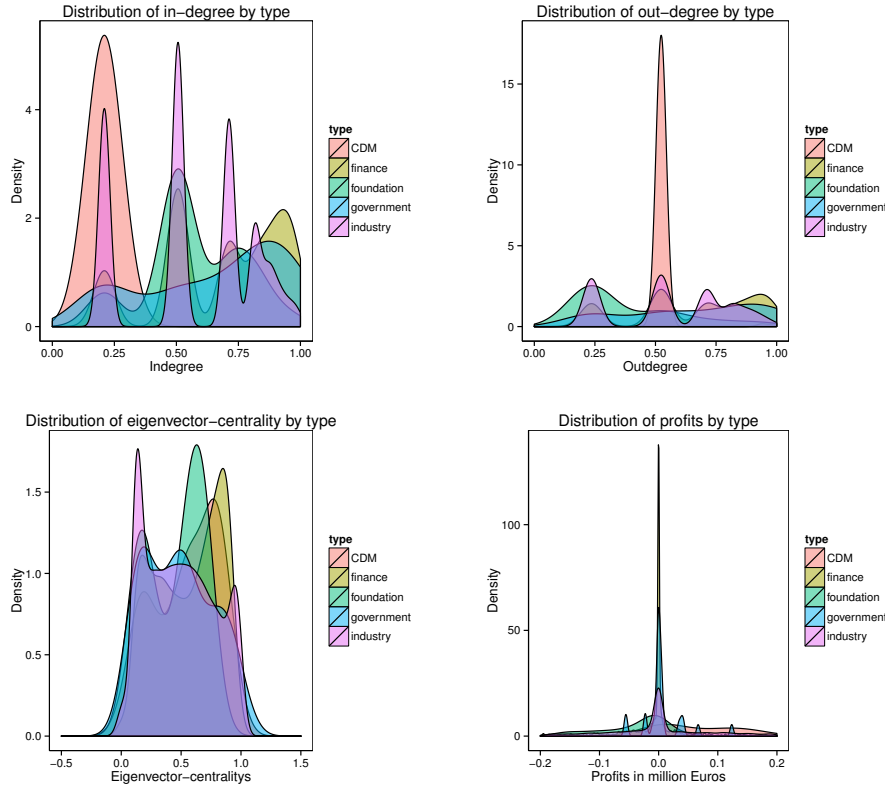 Distribution of in−degree by type
Density
4
2
0
0.00 0.25 0.50 0.75 1.00
Indegree
type
CDM
finance
foundation
government
industry
Distribution of out−degree by type
Density
15
10
5
0
0.00 0.25 0.50 0.75 1.00
Outdegree
type
CDM
finance
foundation
government
industry
Distribution of eigenvector−centrality by type
Density
1.5
1.0
0.5
0.0
−0.5 0.0 0.5 1.0 1.5
Eigenvector−centralitys
type
CDM
finance
foundation
government
industry
Distribution of profits by type
Density
100
50
0
−0.2 −0.1 0.0 0.1 0.2
Profits in million Euros
type
CDM
finance
foundation
government
industry